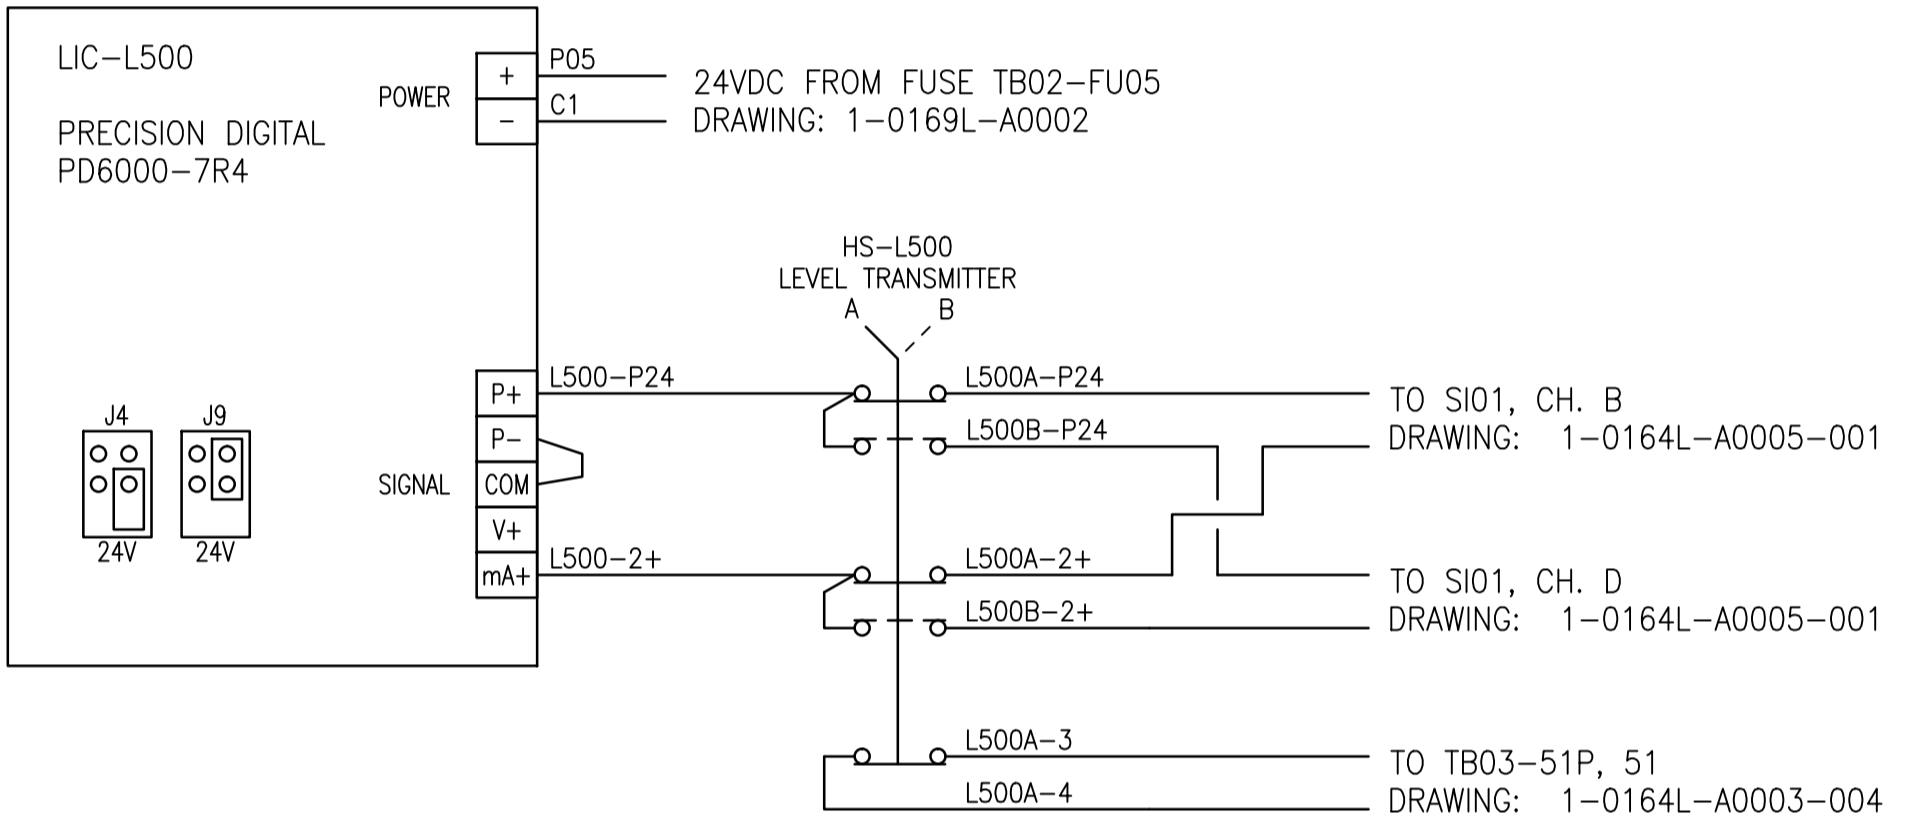 LIC-L500
PRECISION DIGITAL
PD6000-7R4
POWER
+
-
P05
C1
24VDC FROM FUSE TB02-FU05
DRAWING: 1-0169L-A0002
HS-L500
LEVEL TRANSMITTER
A B
J4 J9
24V 24V
SIGNAL
P+
P-
COM
V+
mA+
L500-P24
L500-2+
L500A-P24
L500B-P24
TO SI01, CH. B
DRAWING: 1-0164L-A0005-001
L500A-2+
L500B-2+
TO SI01, CH. D
DRAWING: 1-0164L-A0005-001
L500A-3
L500A-4
TO TB03-51P, 51
DRAWING: 1-0164L-A0003-004